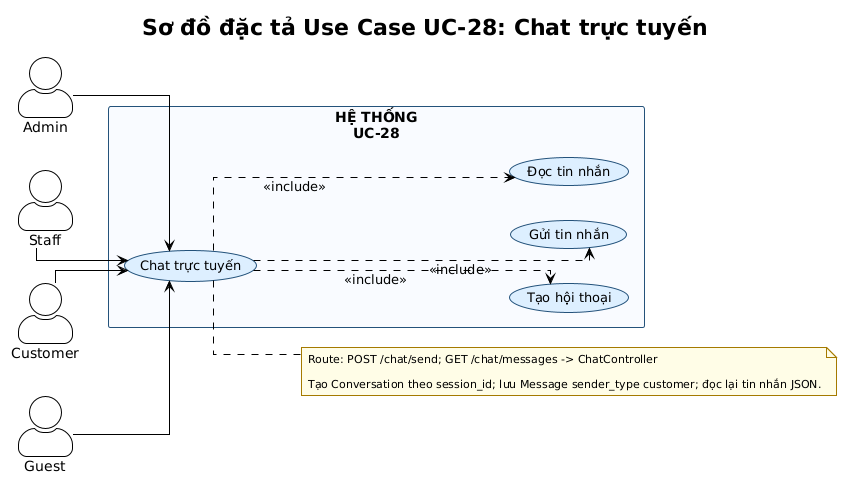 Sơ đồ đặc tả Use Case UC-28: Chat trực tuyến
Admin
HỆ THỐNG
UC-28
Đọc tin nhắn
«include»
Staff
Gửi tin nhắn
Chat trực tuyến
«include»
«include»
Tạo hội thoại
Customer
Route: POST /chat/send; GET /chat/messages -> ChatController
Tạo Conversation theo session_id; lưu Message sender_type customer; đọc lại tin nhắn JSON.
Guest